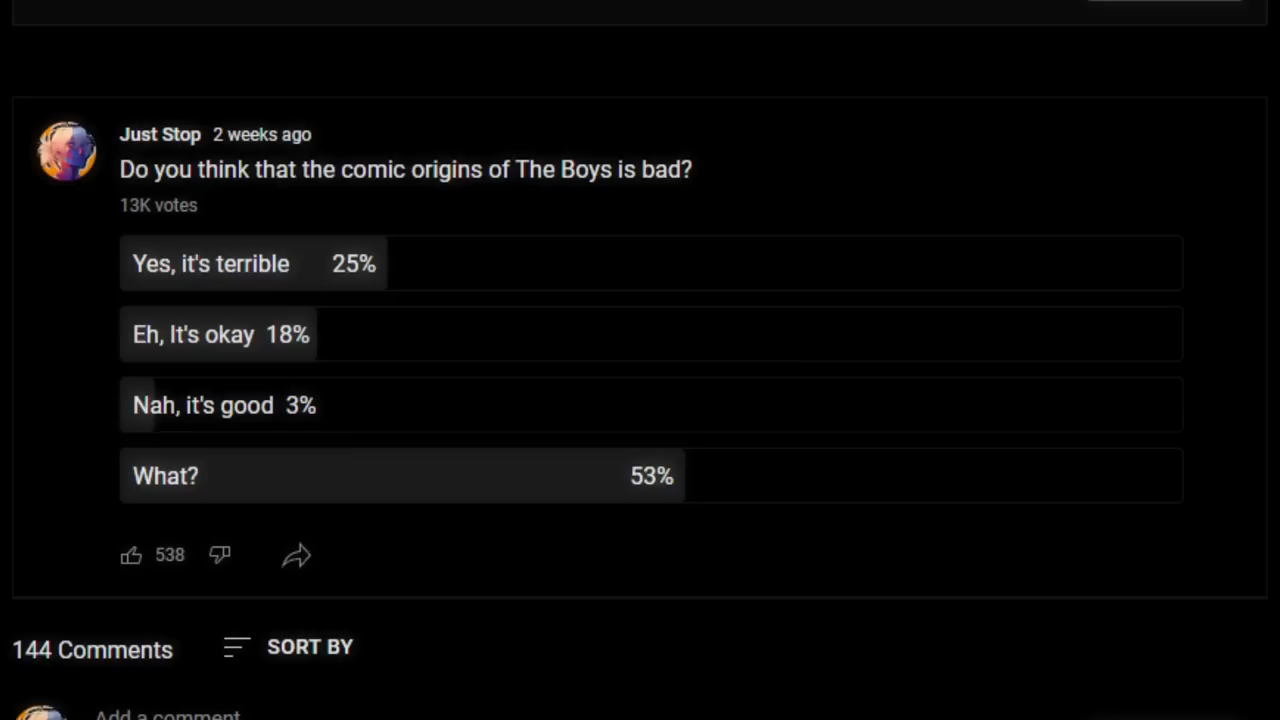 Just Stop 2 weeks ago
Do you think that the comic origins of The Boys is bad?
13K votes
Yes, it's terrible 25%
Eh, It's okay 18%
Nah, it's good 3%
What? 53%
538
144 Comments SORT BY
Add a comment